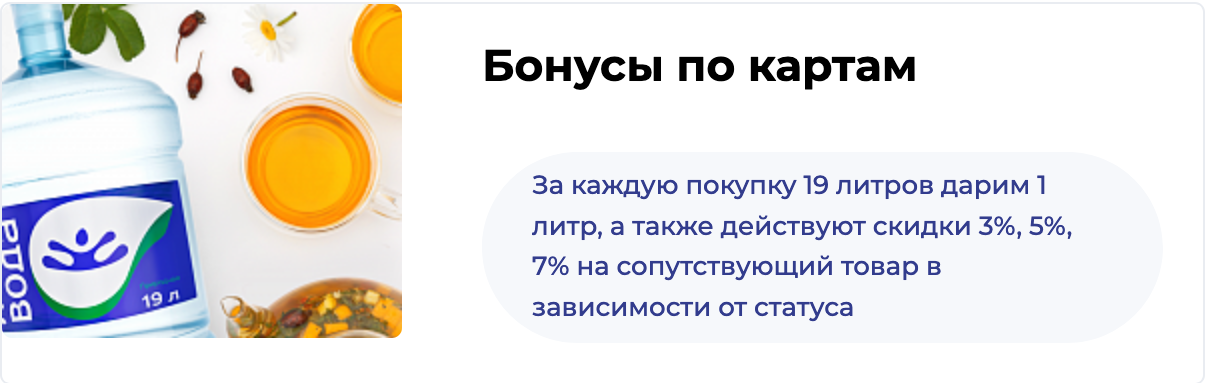 Бонусы по картам
За каждую покупку 19 литров дарим 1
литр, а также действуют скидки 3%, 5%,
7% на сопутствующий товар в
зависимости от статуса
вода
19 л